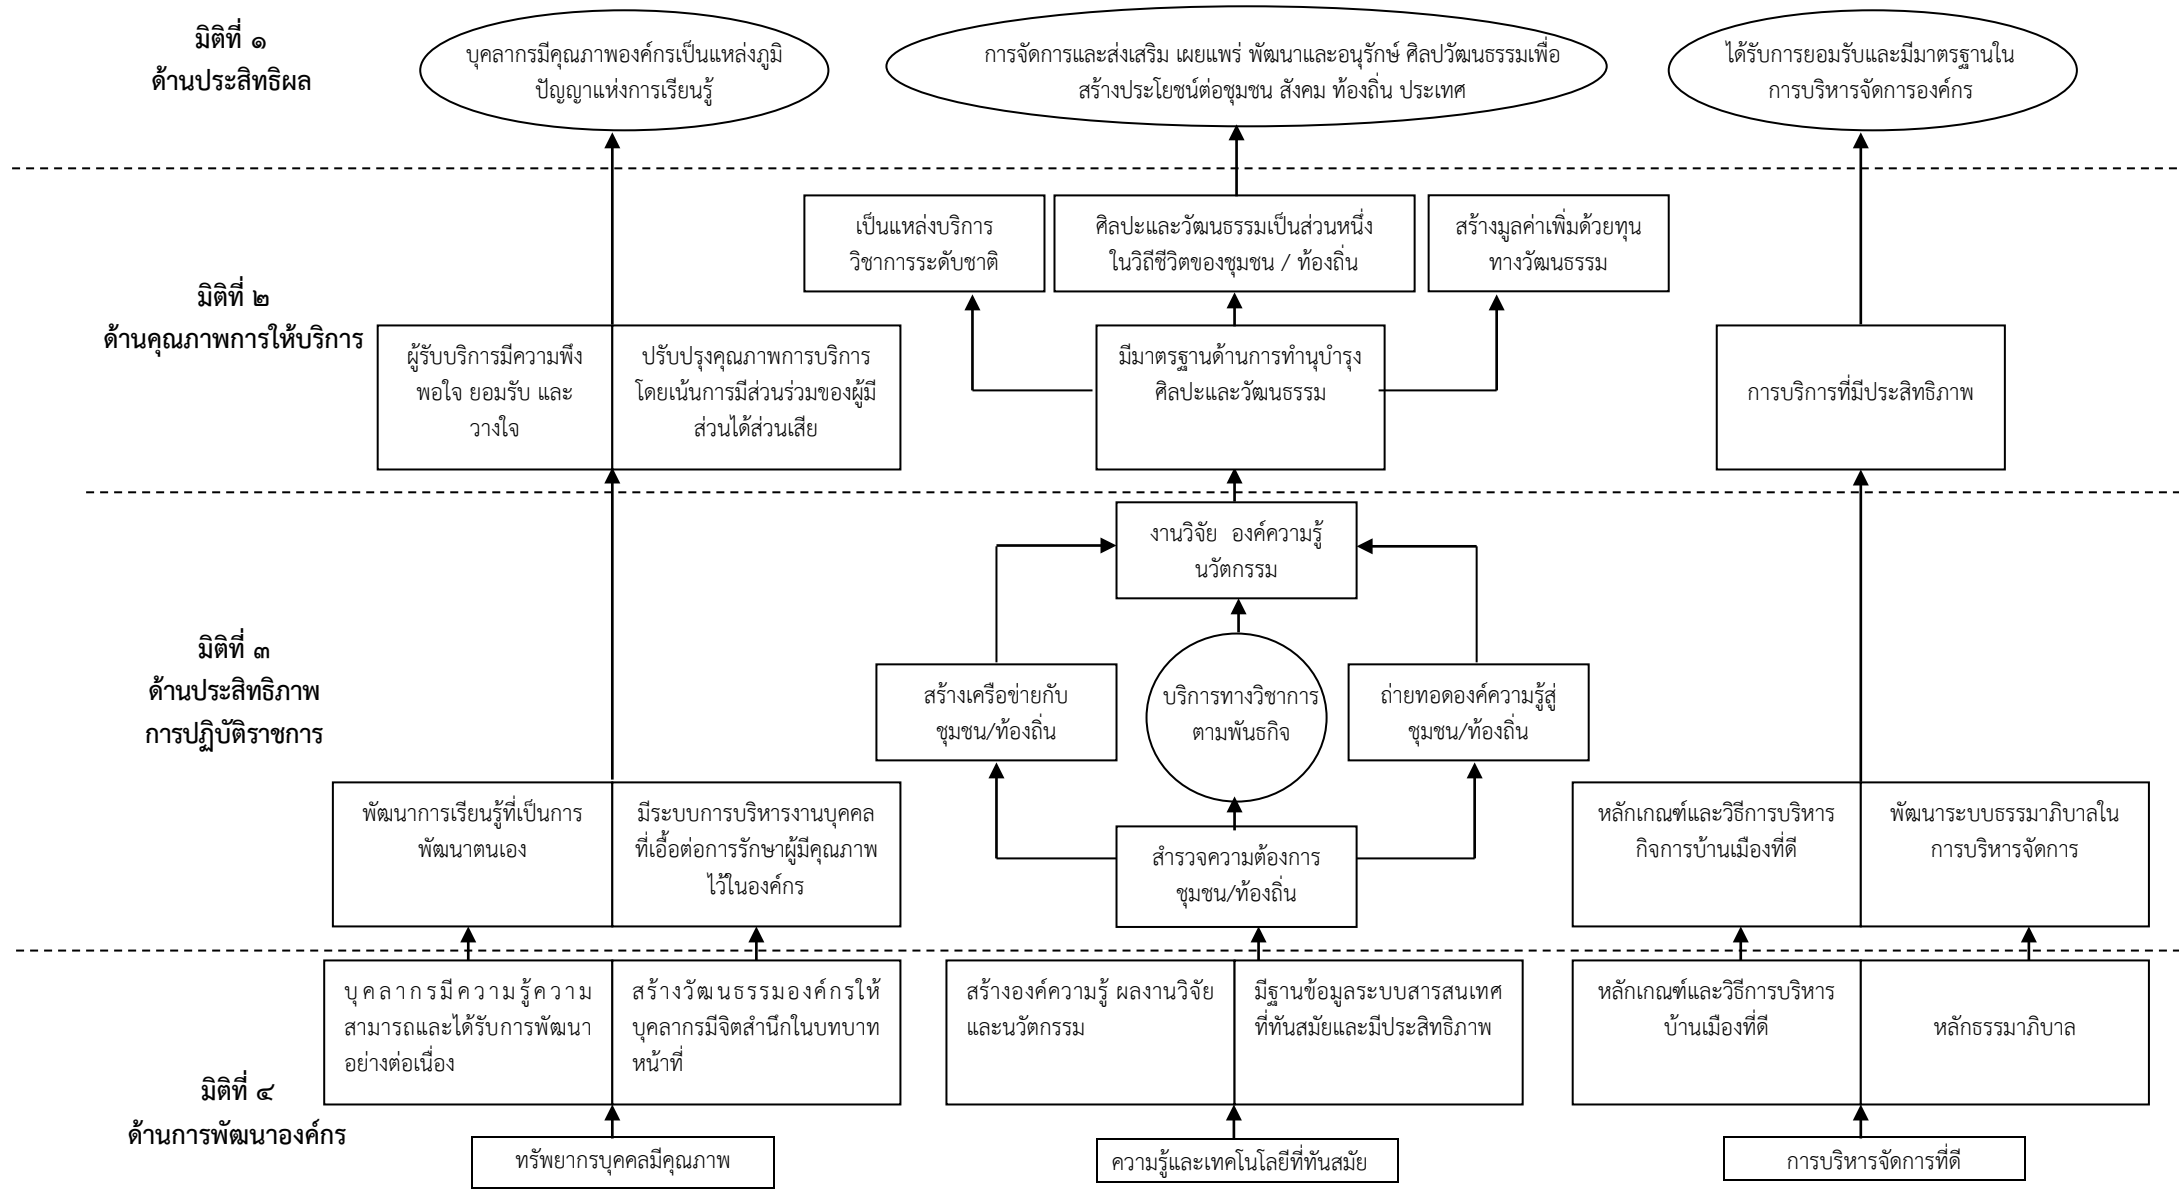 มิติที่ ๑
ด้านประสิทธิผล
บุคลากรมีคุณภาพองค์กรเป็นแหล่งภูมิ
ปัญญาแห่งการเรียนรู้
การจัดการและส่งเสริม เผยแพร่ พัฒนาและอนุรักษ์ ศิลปวัฒนธรรมเพื่อ
สร้างประโยชน์ต่อชุมชน สังคม ท้องถิ่น ประเทศ
ได้รับการยอมรับและมีมาตรฐานใน
การบริหารจัดการองค์กร
มิติที่ ๒
ด้านคุณภาพการให้บริการ
เป็นแหล่งบริการ
วิชาการระดับชาติ
ศิลปะและวัฒนธรรมเป็นส่วนหนึ่ง
ในวิถีชีวิตของชุมชน / ท้องถิ่น
สร้างมูลค่าเพิ่มด้วยทุน
ทางวัฒนธรรม
ผู้รับบริการมีความพึง
พอใจ ยอมรับ และ
วางใจ
ปรับปรุงคุณภาพการบริการ
โดยเน้นการมีส่วนร่วมของผู้มี
ส่วนได้ส่วนเสีย
มีมาตรฐานด้านการทำนุบำรุง
ศิลปะและวัฒนธรรม
การบริการที่มีประสิทธิภาพ
มิติที่ ๓
ด้านประสิทธิภาพ
การปฏิบัติราชการ
งานวิจัย องค์ความรู้
นวัตกรรม
สร้างเครือข่ายกับ
ชุมชน/ท้องถิ่น
บริการทางวิชาการ
ตามพันธกิจ
ถ่ายทอดองค์ความรู้สู่
ชุมชน/ท้องถิ่น
พัฒนาการเรียนรู้ที่เป็นการ
พัฒนาตนเอง
มีระบบการบริหารงานบุคคล
ที่เอื้อต่อการรักษาผู้มีคุณภาพ
ไว้ในองค์กร
สำรวจความต้องการ
ชุมชน/ท้องถิ่น
หลักเกณฑ์และวิธีการบริหาร
กิจการบ้านเมืองที่ดี
พัฒนาระบบธรรมาภิบาลใน
การบริหารจัดการ
มิติที่ ๔
ด้านการพัฒนาองค์กร
บุคลากรมีความรู้ความ
สามารถและได้รับการพัฒนา
อย่างต่อเนื่อง
สร้างวัฒนธรรมองค์กรให้
บุคลากรมีจิตสำนึกในบทบาท
หน้าที่
สร้างองค์ความรู้ ผลงานวิจัย
และนวัตกรรม
มีฐานข้อมูลระบบสารสนเทศ
ที่ทันสมัยและมีประสิทธิภาพ
หลักเกณฑ์และวิธีการบริหาร
บ้านเมืองที่ดี
หลักธรรมาภิบาล
ทรัพยากรบุคคลมีคุณภาพ
ความรู้และเทคโนโลยีที่ทันสมัย
การบริหารจัดการที่ดี